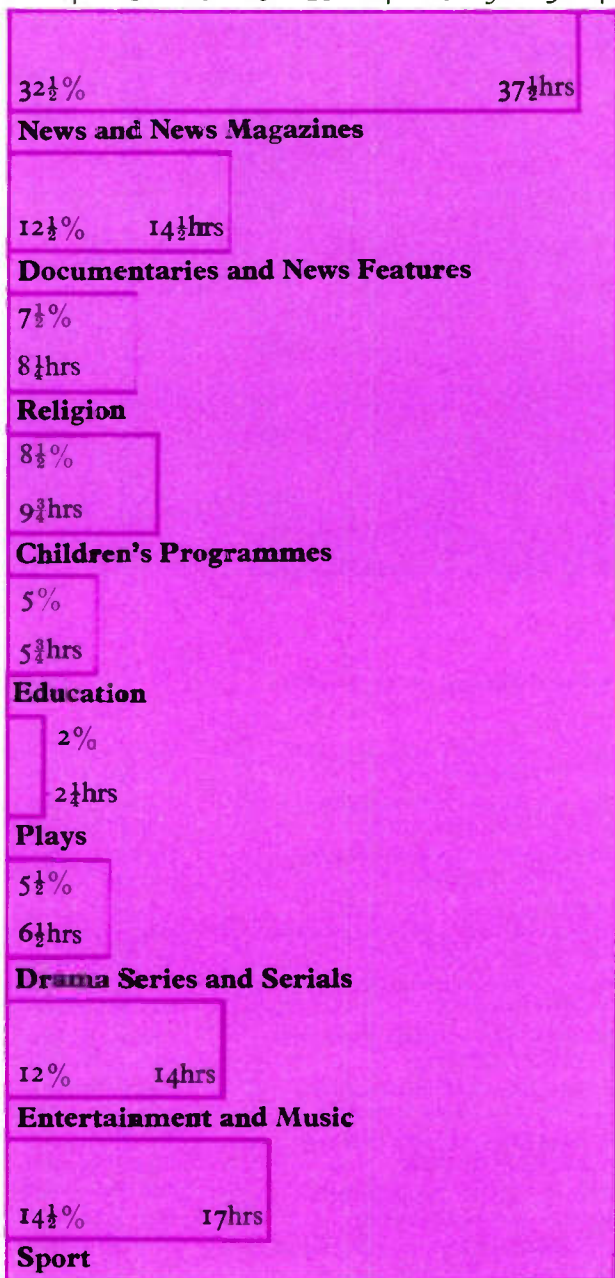 32½% 37½hrs
News and News Magazines
12½% 14½hrs
Documentaries and News Features
7½%
8¼hrs
Religion
8½%
9¾hrs
Children's Programmes
5%
5¾hrs
Education
2%
2¼hrs
Plays
5½%
6½hrs
Drama Series and Serials
12% 14hrs
Entertainment and Music
14½% 17hrs
Sport